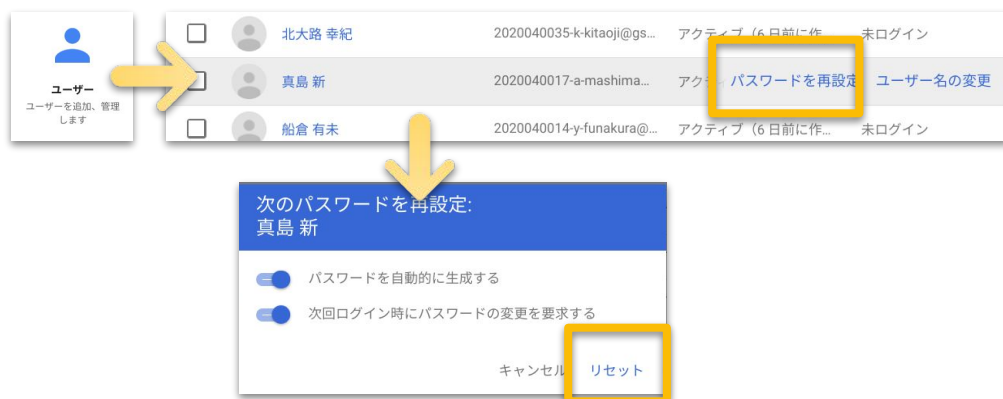 ユーザー
ユーザーを追加、管理
します
北大路 幸紀 2020040035-k-kitaoji@gs... アクティブ（6 日前に作... 未ログイン
真島 新 2020040017-a-mashima... パスワードを再設定 ユーザー名の変更
船倉 有未 2020040014-y-funakura@... アクティブ（6 日前に作... 未ログイン
次のパスワードを再設定:
真島 新
パスワードを自動的に生成する
次回ログイン時にパスワードの変更を要求する
キャンセル リセット